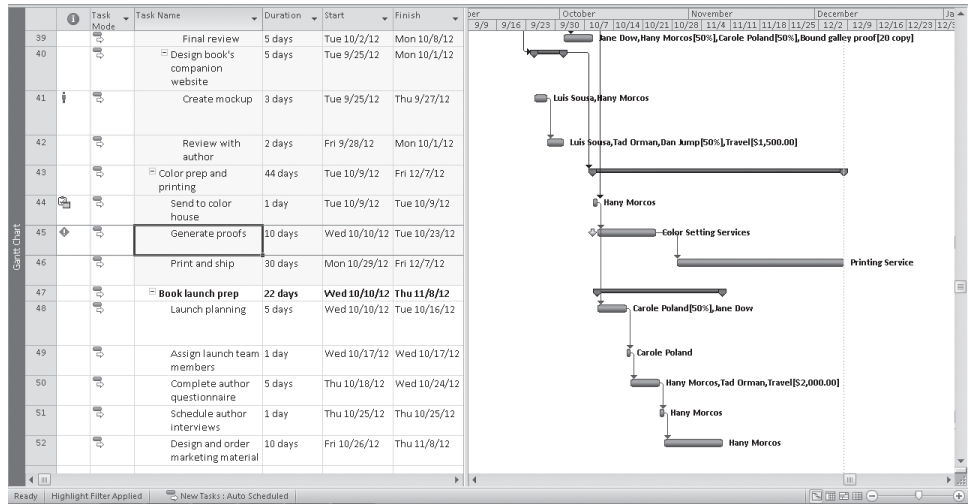 Task Mode Task Name Duration Start Finish
39 Final review 5 days Tue 10/2/12 Mon 10/8/12
40 Design book's companion website 5 days Tue 9/25/12 Mon 10/1/12
41 Create mockup 3 days Tue 9/25/12 Thu 9/27/12
42 Review with author 2 days Fri 9/28/12 Mon 10/1/12
43 Color prep and printing 44 days Tue 10/9/12 Fri 12/7/12
44 Send to color house 1 day Tue 10/9/12 Tue 10/9/12
45 Generate proofs 10 days Wed 10/10/12 Tue 10/23/12
46 Print and ship 30 days Mon 10/29/12 Fri 12/7/12
47 Book launch prep 22 days Wed 10/10/12 Thu 11/8/12
48 Launch planning 5 days Wed 10/10/12 Tue 10/16/12
49 Assign launch team members 1 day Wed 10/17/12 Wed 10/17/12
50 Complete author questionnaire 5 days Thu 10/18/12 Wed 10/24/12
51 Schedule author interviews 1 day Thu 10/25/12 Thu 10/25/12
52 Design and order marketing material 10 days Fri 10/26/12 Thu 11/8/12
Gantt Chart
October November December
9/9 9/16 9/23 9/30 10/7 10/14 10/21 10/28 11/4 11/11 11/18 11/25 12/2 12/9 12/16 12/23
Jane Dow,Hany Morcos[50%],Carole Poland[50%],Bound galley proof[20 copy]
Luis Sousa,Hany Morcos
Luis Sousa,Tad Orman,Dan Jump[50%],Travel[$1,500.00]
Hany Morcos
Color Setting Services
Printing Service
Carole Poland[50%],Jane Dow
Carole Poland
Hany Morcos,Tad Orman,Travel[$2,000.00]
Hany Morcos
Hany Morcos
Ready Highlight Filter Applied New Tasks : Auto Scheduled